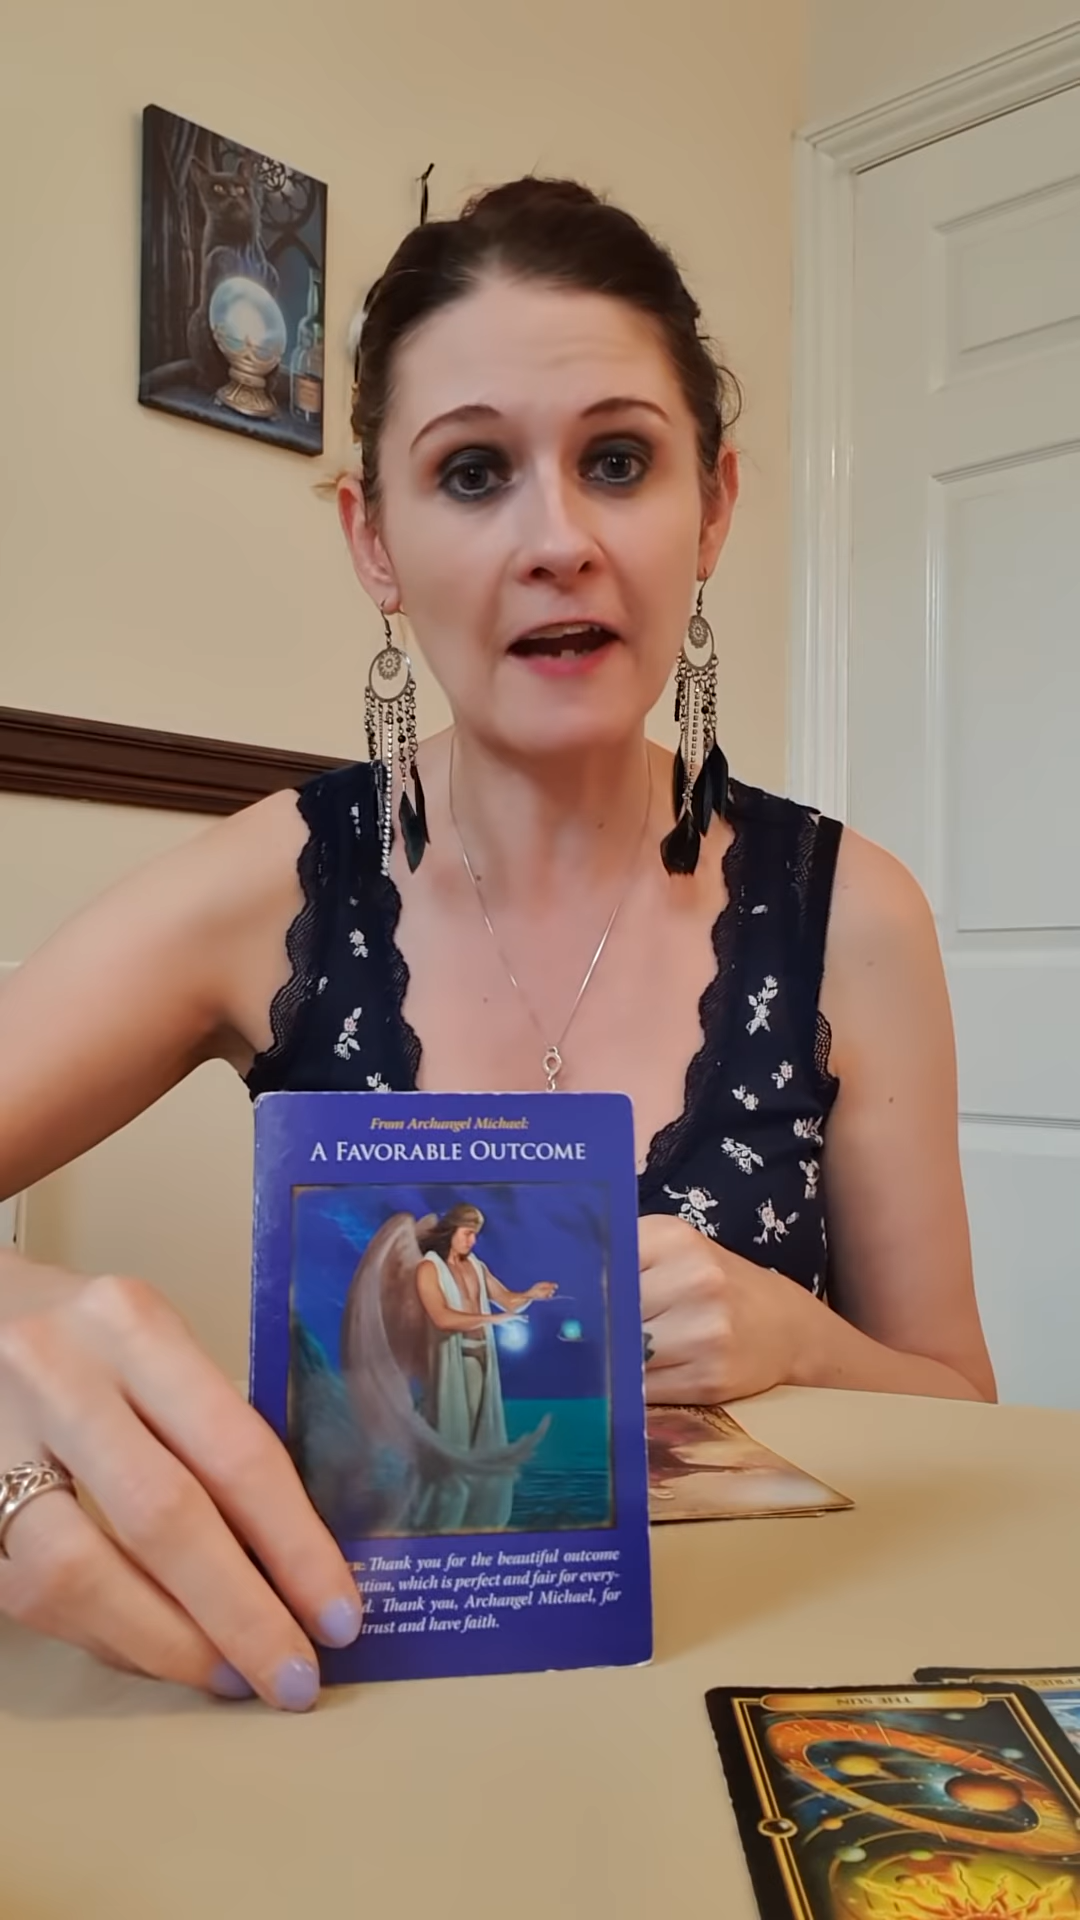 From Archangel Michael:
A Favorable Outcome
Thank you for the beautiful outcome
which is perfect and fair for every-
Thank you, Archangel Michael, for
trust and have faith.
THE SUN